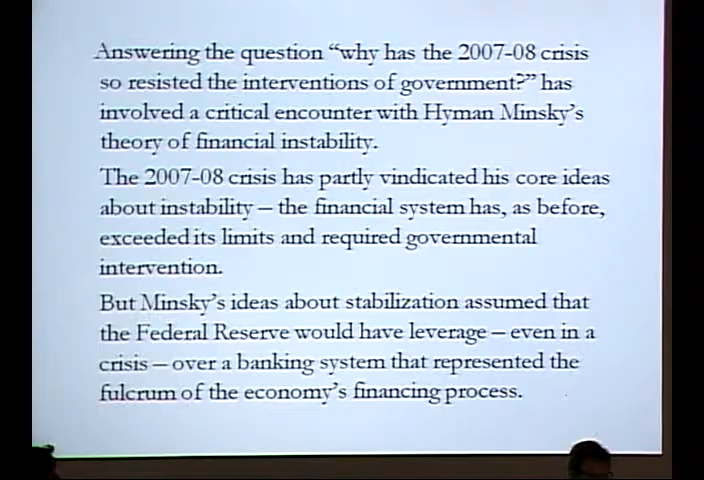 Answering the question “why has the 2007-08 crisis
so resisted the interventions of government?” has
involved a critical encounter with Hyman Minsky’s
theory of financial instability.
The 2007-08 crisis has partly vindicated his core ideas
about instability – the financial system has, as before,
exceeded its limits and required governmental
intervention.
But Minsky’s ideas about stabilization assumed that
the Federal Reserve would have leverage – even in a
crisis – over a banking system that represented the
fulcrum of the economy’s financing process.